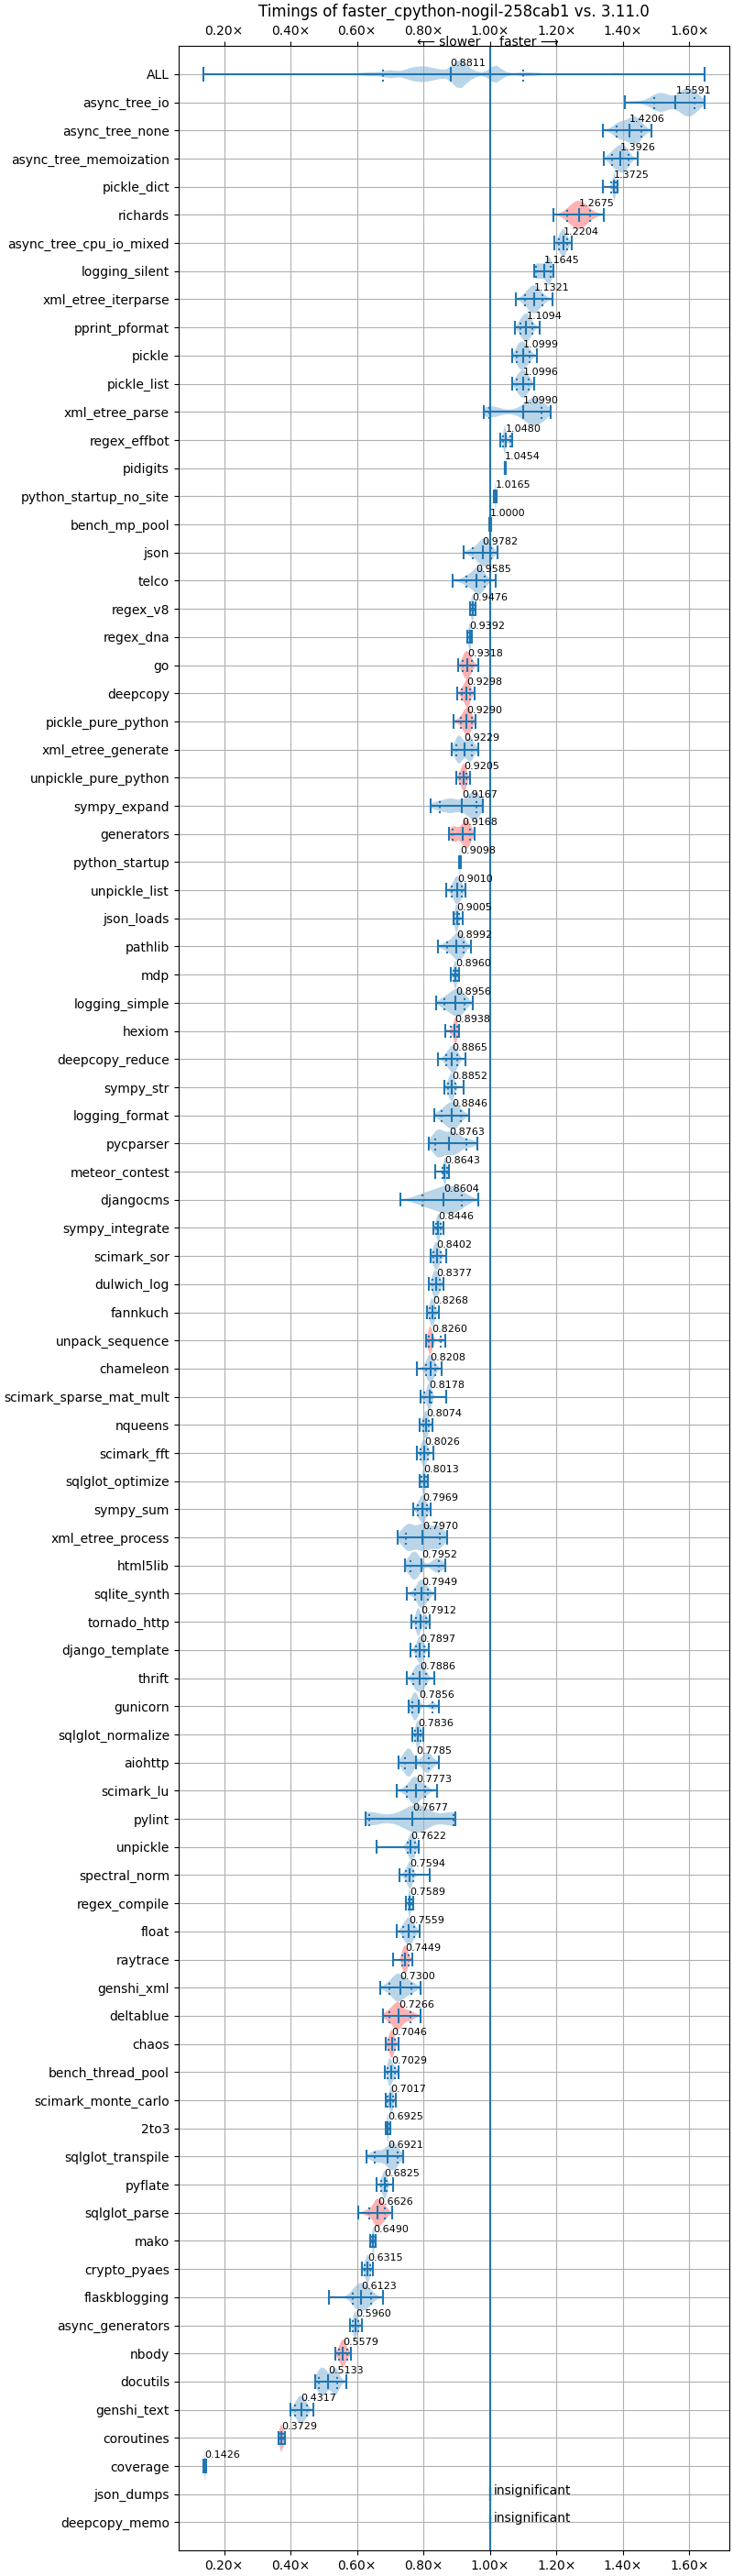 Timings of faster_cpython-nogil-258cab1 vs. 3.11.0
0.20× 0.40× 0.60× 0.80× 1.00× 1.20× 1.40× 1.60×
← slower faster →
ALL 0.8811
async_tree_io 1.5591
async_tree_none 1.4206
async_tree_memoization 1.3926
pickle_dict 1.3725
richards 1.2675
async_tree_cpu_io_mixed 1.2204
logging_silent 1.1645
xml_etree_iterparse 1.1321
pprint_pformat 1.1094
pickle 1.0999
pickle_list 1.0996
xml_etree_parse 1.0990
regex_effbot 1.0480
pidigits 1.0454
python_startup_no_site 1.0165
bench_mp_pool 1.0000
json 0.9782
telco 0.9585
regex_v8 0.9476
regex_dna 0.9392
go 0.9318
deepcopy 0.9298
pickle_pure_python 0.9290
xml_etree_generate 0.9229
unpickle_pure_python 0.9205
sympy_expand 0.9167
generators 0.9168
python_startup 0.9098
unpickle_list 0.9010
json_loads 0.9005
pathlib 0.8992
mdp 0.8960
logging_simple 0.8956
hexiom 0.8938
deepcopy_reduce 0.8865
sympy_str 0.8852
logging_format 0.8846
pycparser 0.8763
meteor_contest 0.8643
djangocms 0.8604
sympy_integrate 0.8446
scimark_sor 0.8402
dulwich_log 0.8377
fannkuch 0.8268
unpack_sequence 0.8260
chameleon 0.8208
scimark_sparse_mat_mult 0.8178
nqueens 0.8074
scimark_fft 0.8026
sqlglot_optimize 0.8013
sympy_sum 0.7969
xml_etree_process 0.7970
html5lib 0.7952
sqlite_synth 0.7949
tornado_http 0.7912
django_template 0.7897
thrift 0.7886
gunicorn 0.7856
sqlglot_normalize 0.7836
aiohttp 0.7785
scimark_lu 0.7773
pylint 0.7677
unpickle 0.7622
spectral_norm 0.7594
regex_compile 0.7589
float 0.7559
raytrace 0.7449
genshi_xml 0.7300
deltablue 0.7266
chaos 0.7046
bench_thread_pool 0.7029
scimark_monte_carlo 0.7017
2to3 0.6925
sqlglot_transpile 0.6921
pyflate 0.6825
sqlglot_parse 0.6626
mako 0.6490
crypto_pyaes 0.6315
flaskblogging 0.6123
async_generators 0.5960
nbody 0.5579
docutils 0.5133
genshi_text 0.4317
coroutines 0.3729
coverage 0.1426
json_dumps insignificant
deepcopy_memo insignificant
0.20× 0.40× 0.60× 0.80× 1.00× 1.20× 1.40× 1.60×